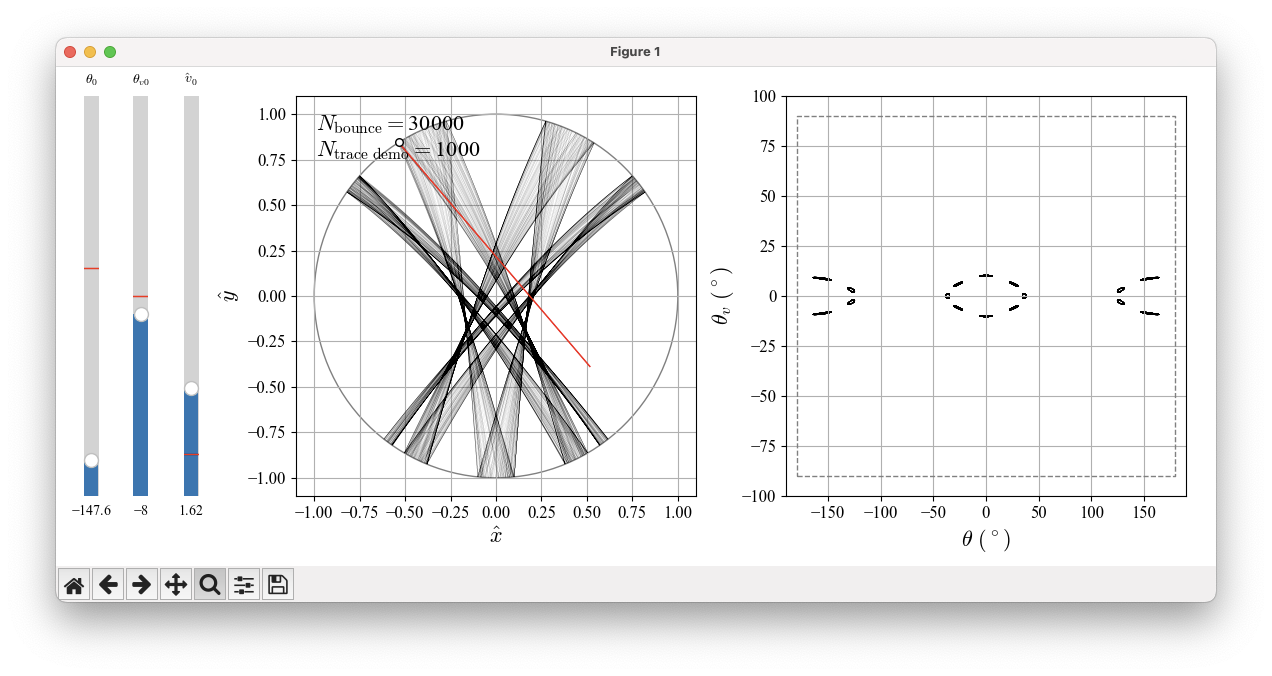 Figure 1
θ₀
θᵥ₀
v̂₀
−147.6
−8
1.62
N_bounce = 30000
N_trace demo = 1000
1.00
0.75
0.50
0.25
0.00
−0.25
−0.50
−0.75
−1.00
ŷ
−1.00 −0.75 −0.50 −0.25 0.00 0.25 0.50 0.75 1.00
x̂
100
75
50
25
0
−25
−50
−75
−100
θᵥ (°)
−150 −100 −50 0 50 100 150
θ (°)